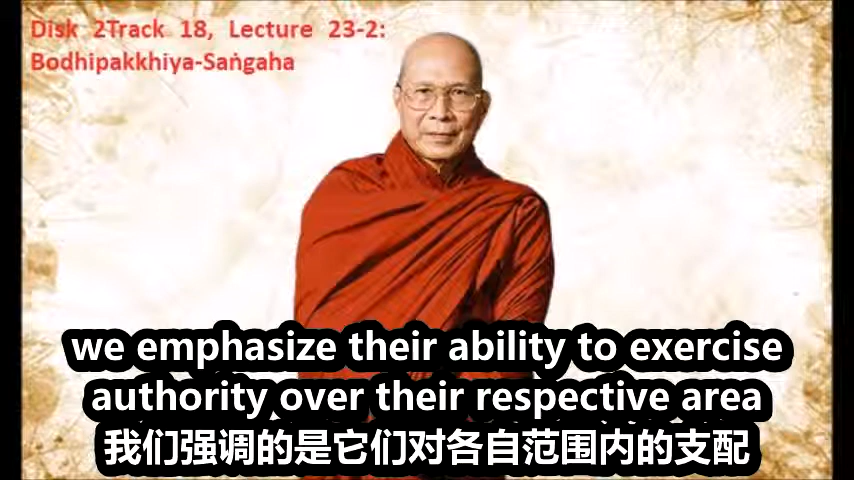 Disk 2Track 18, Lecture 23-2:
Bodhipakkhiya-Saṅgaha
we emphasize their ability to exercise
authority over their respective area
我们强调的是它们对各自范围内的支配